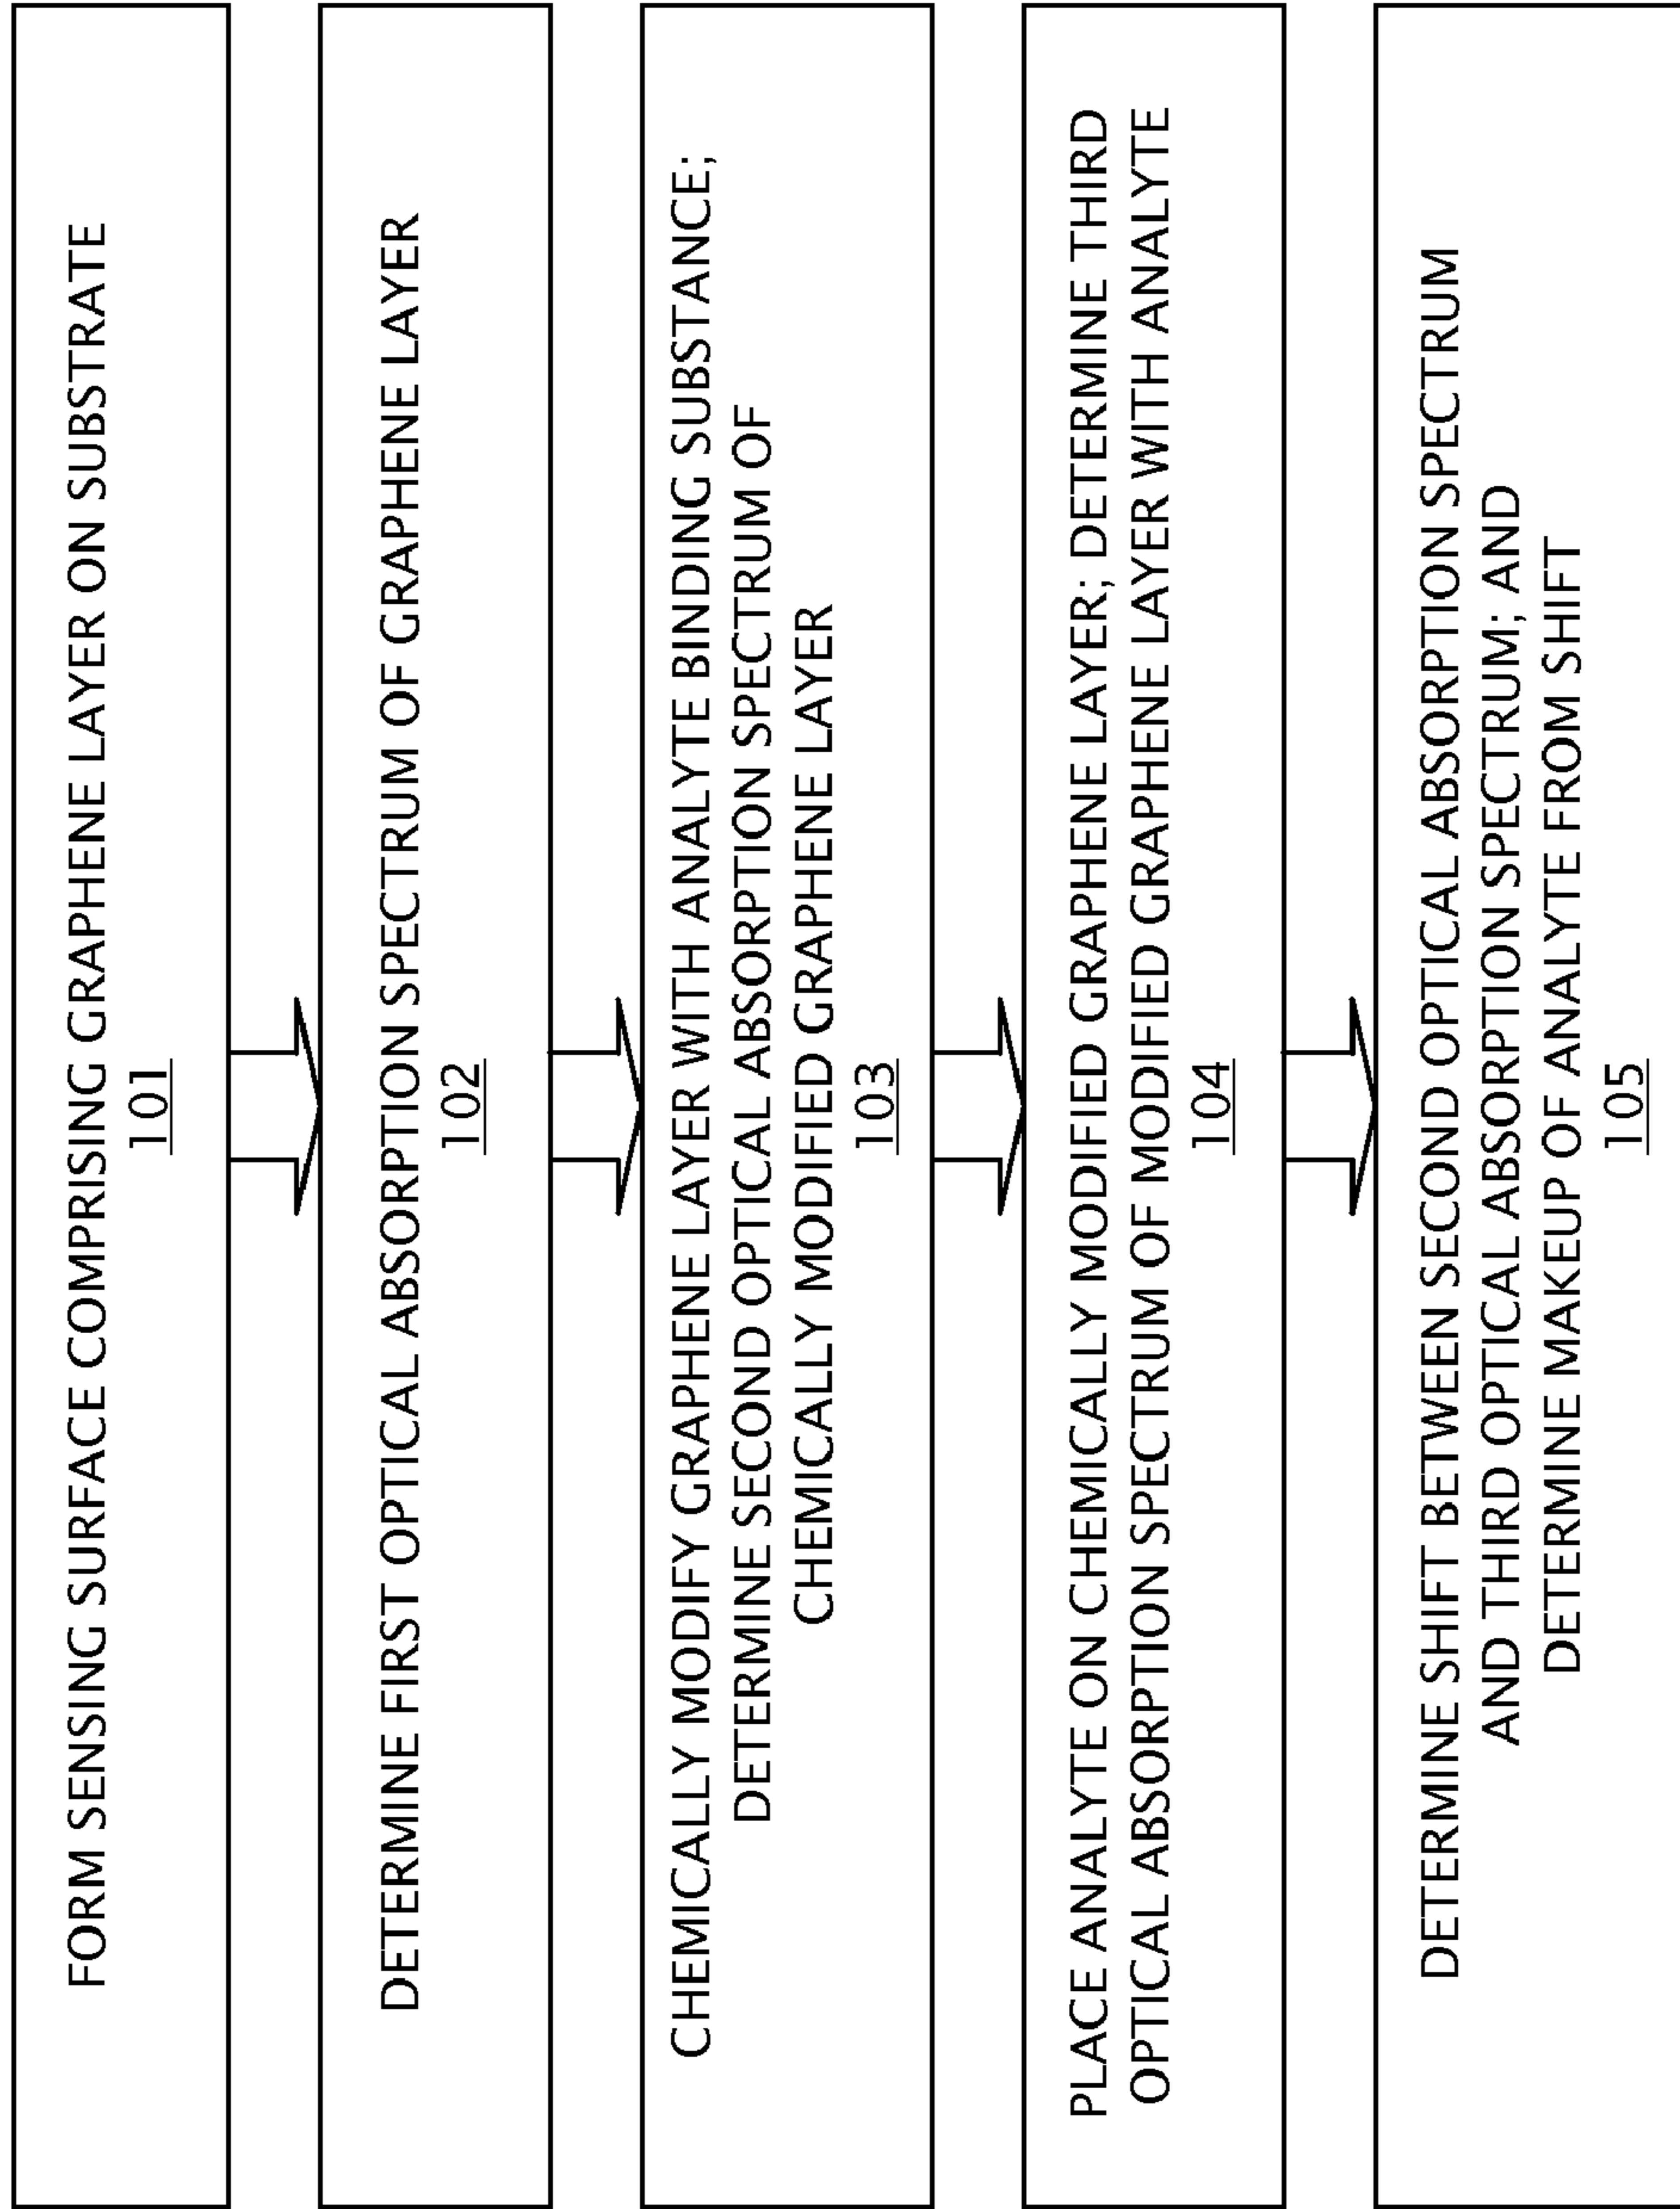 FORM SENSING SURFACE COMPRISING GRAPHENE LAYER ON SUBSTRATE
101
DETERMINE FIRST OPTICAL ABSORPTION SPECTRUM OF GRAPHENE LAYER
102
CHEMICALLY MODIFY GRAPHENE LAYER WITH ANALYTE BINDING SUBSTANCE;
DETERMINE SECOND OPTICAL ABSORPTION SPECTRUM OF
CHEMICALLY MODIFIED GRAPHENE LAYER
103
PLACE ANALYTE ON CHEMICALLY MODIFIED GRAPHENE LAYER; DETERMINE THIRD
OPTICAL ABSORPTION SPECTRUM OF MODIFIED GRAPHENE LAYER WITH ANALYTE
104
DETERMINE SHIFT BETWEEN SECOND OPTICAL ABSORPTION SPECTRUM
AND THIRD OPTICAL ABSORPTION SPECTRUM; AND
DETERMINE MAKEUP OF ANALYTE FROM SHIFT
105